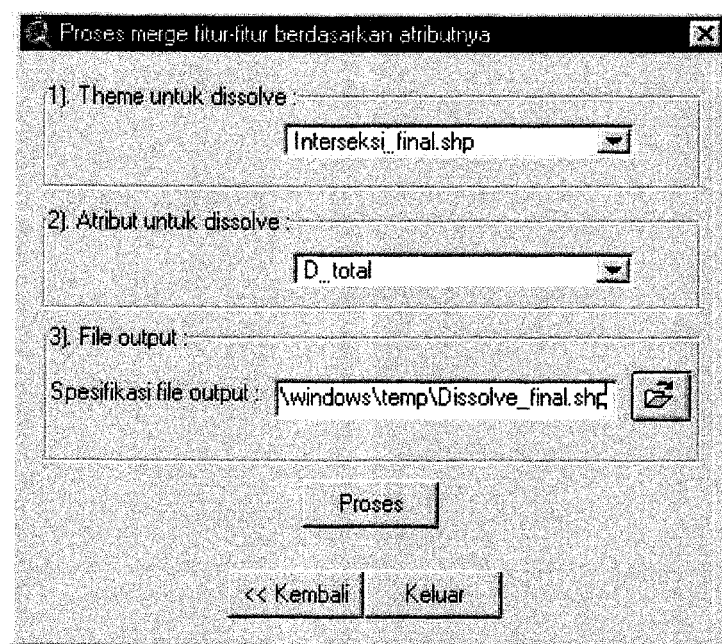 Proses merge fitur-fitur berdasarkan atributnya
1). Theme untuk dissolve :
Interseksi_final.shp
2). Atribut untuk dissolve :
D_total
3). File output :
Spesifikasi file output : \windows\temp\Dissolve_final.shp
Proses
<< Kembali Keluar